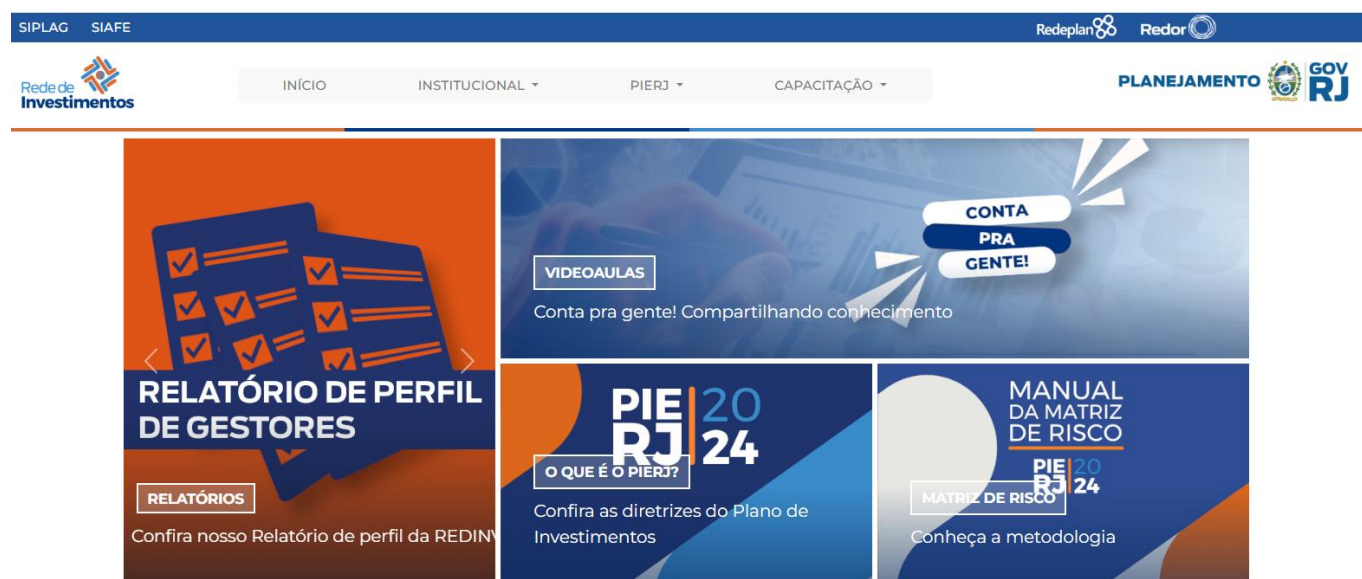 SIPLAG SIAFE Redeplan Redor
Rede de
Investimentos
INÍCIO INSTITUCIONAL PIERJ CAPACITAÇÃO
PLANEJAMENTO GOV
RJ
RELATÓRIO DE PERFIL
DE GESTORES
RELATÓRIOS
Confira nosso Relatório de perfil da REDINV
CONTA
PRA
GENTE!
VIDEOAULAS
Conta pra gente! Compartilhando conhecimento
PIE 20
RJ 24
O QUE É O PIERJ?
Confira as diretrizes do Plano de
Investimentos
MANUAL
DA MATRIZ
DE RISCO
PIE 20
RJ 24
MATRIZ DE RISCO
Conheça a metodologia